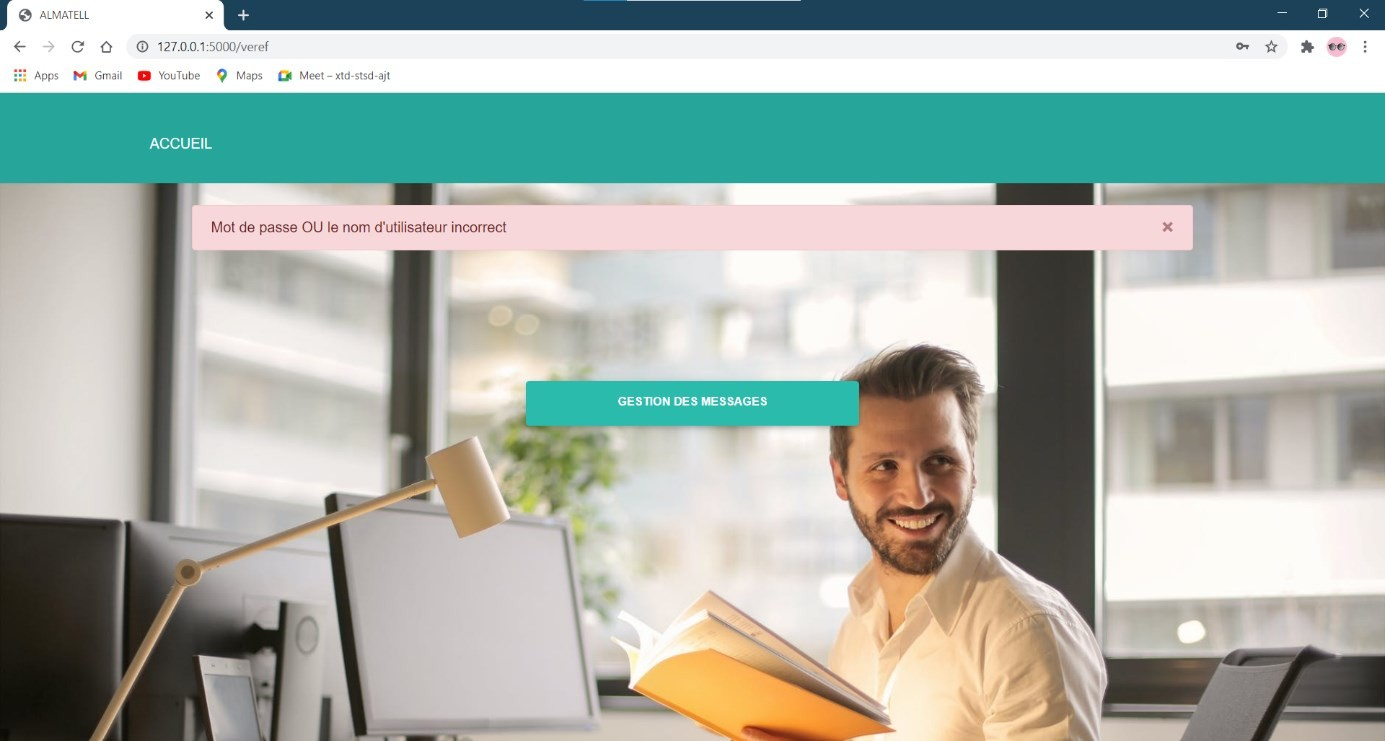 ALMATELL
127.0.0.1:5000/veref
Apps Gmail YouTube Maps Meet – xtd-stsd-ajt
ACCUEIL
Mot de passe OU le nom d'utilisateur incorrect ×
GESTION DES MESSAGES